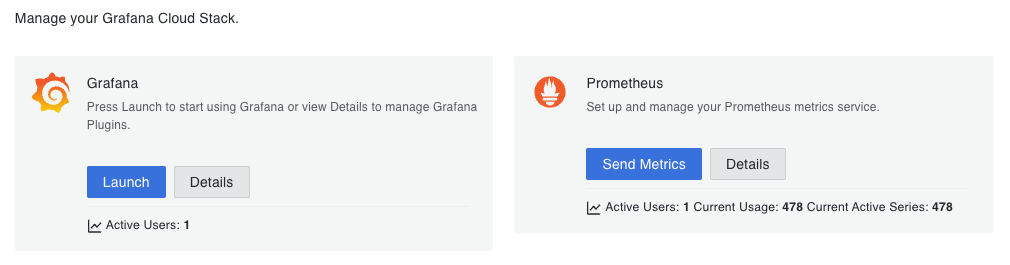 Manage your Grafana Cloud Stack.
Grafana
Press Launch to start using Grafana or view Details to manage Grafana
Plugins.
Launch
Details
Active Users: 1
Prometheus
Set up and manage your Prometheus metrics service.
Send Metrics
Details
Active Users: 1 Current Usage: 478 Current Active Series: 478